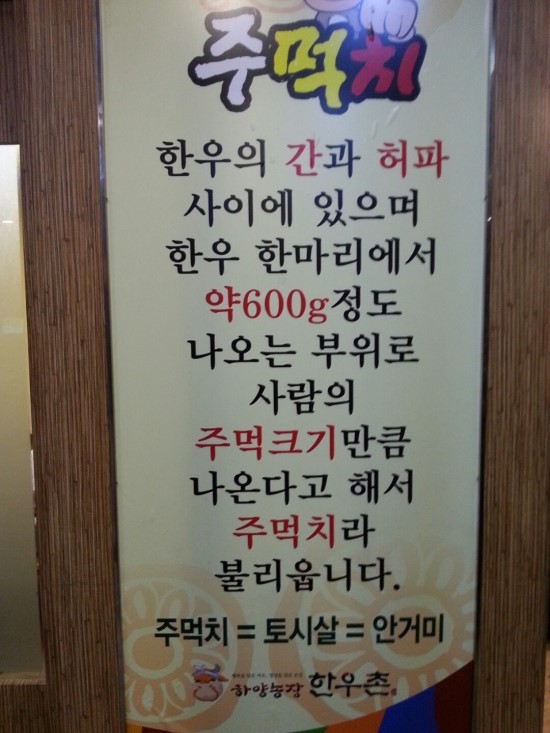 주먹치
한우의 간과 허파
사이에 있으며
한우 한마리에서
약600g정도
나오는 부위로
사람의
주먹크기만큼
나온다고 해서
주먹치라
불리웁니다.
주먹치 = 토시살 = 안거미
하양농장 한우촌